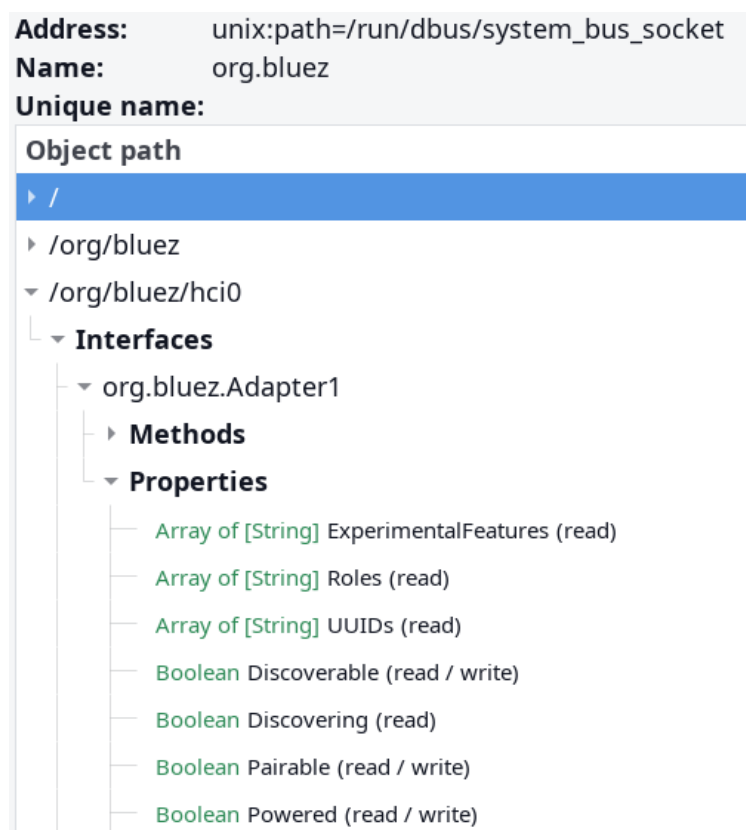 Address: unix:path=/run/dbus/system_bus_socket
Name: org.bluez
Unique name:
Object path
/
/org/bluez
/org/bluez/hci0
Interfaces
org.bluez.Adapter1
Methods
Properties
Array of [String] ExperimentalFeatures (read)
Array of [String] Roles (read)
Array of [String] UUIDs (read)
Boolean Discoverable (read / write)
Boolean Discovering (read)
Boolean Pairable (read / write)
Boolean Powered (read / write)